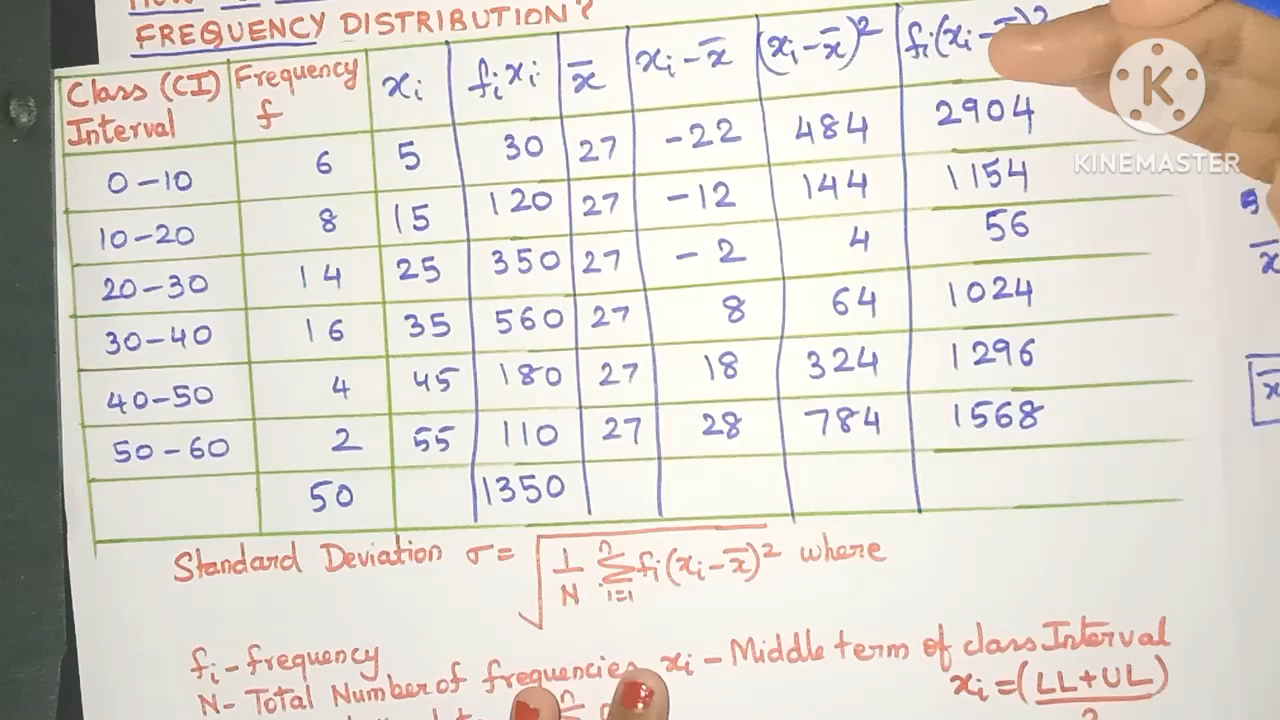 FREQUENCY DISTRIBUTION?
Class (CI) Interval Frequency f xi fi xi x̄ xi - x̄ (xi - x̄)² fi(xi - x̄)²
0-10 6 5 30 27 -22 484 2904
10-20 8 15 120 27 -12 144 1154
20-30 14 25 350 27 -2 4 56
30-40 16 35 560 27 8 64 1024
40-50 4 45 180 27 18 324 1296
50-60 2 55 110 27 28 784 1568
50 1350
KINEMASTER
Standard Deviation σ = √ 1/N Σ i=1 n fi(xi - x̄)² where
fi - frequency
N - Total Number of frequencies xi - Middle term of class Interval
xi = (LL + UL)
x̄
x̄